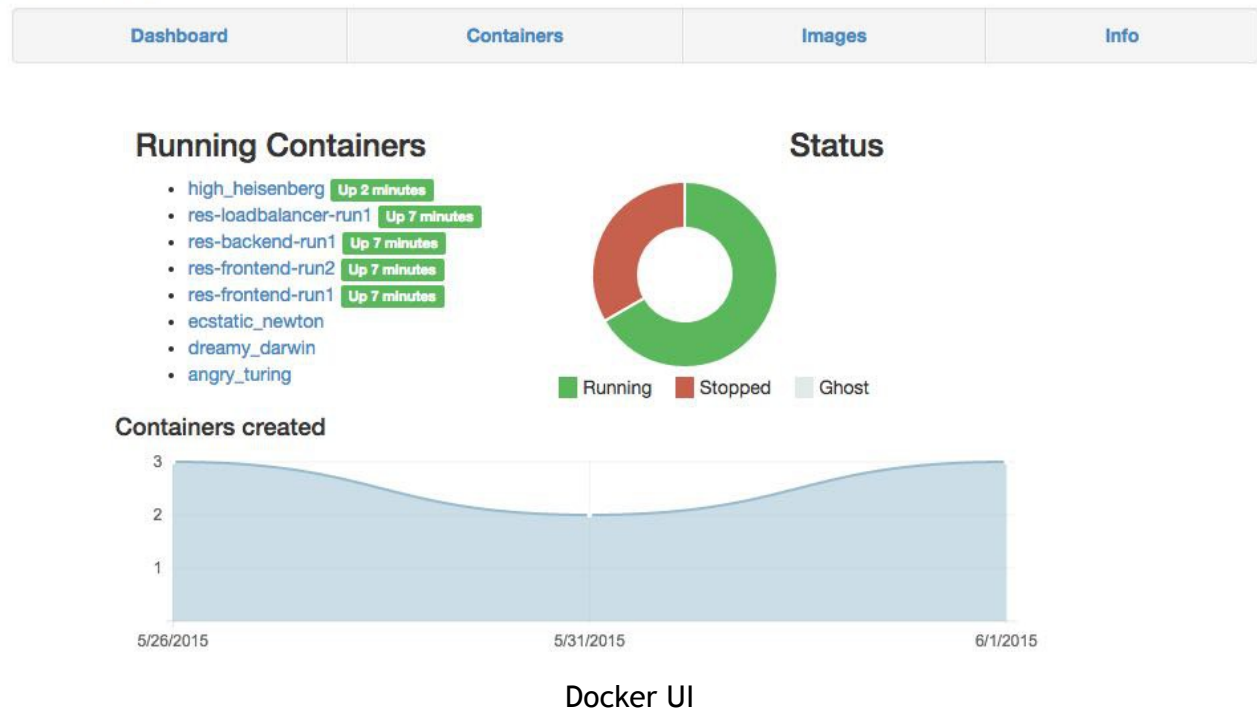 Dashboard Containers Images Info
Running Containers
high_heisenberg Up 2 minutes
res-loadbalancer-run1 Up 7 minutes
res-backend-run1 Up 7 minutes
res-frontend-run2 Up 7 minutes
res-frontend-run1 Up 7 minutes
ecstatic_newton
dreamy_darwin
angry_turing
Status
Running Stopped Ghost
Containers created
3
2
1
5/26/2015 5/31/2015 6/1/2015
Docker UI